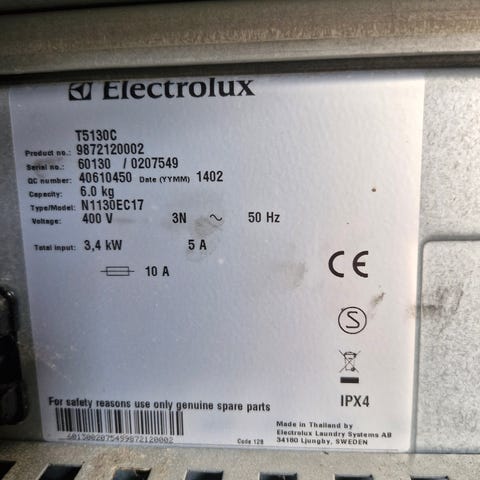 Electrolux
T5130C
Product no.: 9872120002
Serial no.: 60130 / 0207549
QC number: 40610450 Date (YYMM) 1402
Capacity: 6.0 kg
Type/Model: N1130EC17
Voltage: 400 V 3N ~ 50 Hz
Total input: 3,4 kW 5 A
10 A
CE
S
IPX4
For safety reasons use only genuine spare parts
6013002075499872120002
Code 128
Made in Thailand by
Electrolux Laundry Systems AB
34180 Ljungby, SWEDEN